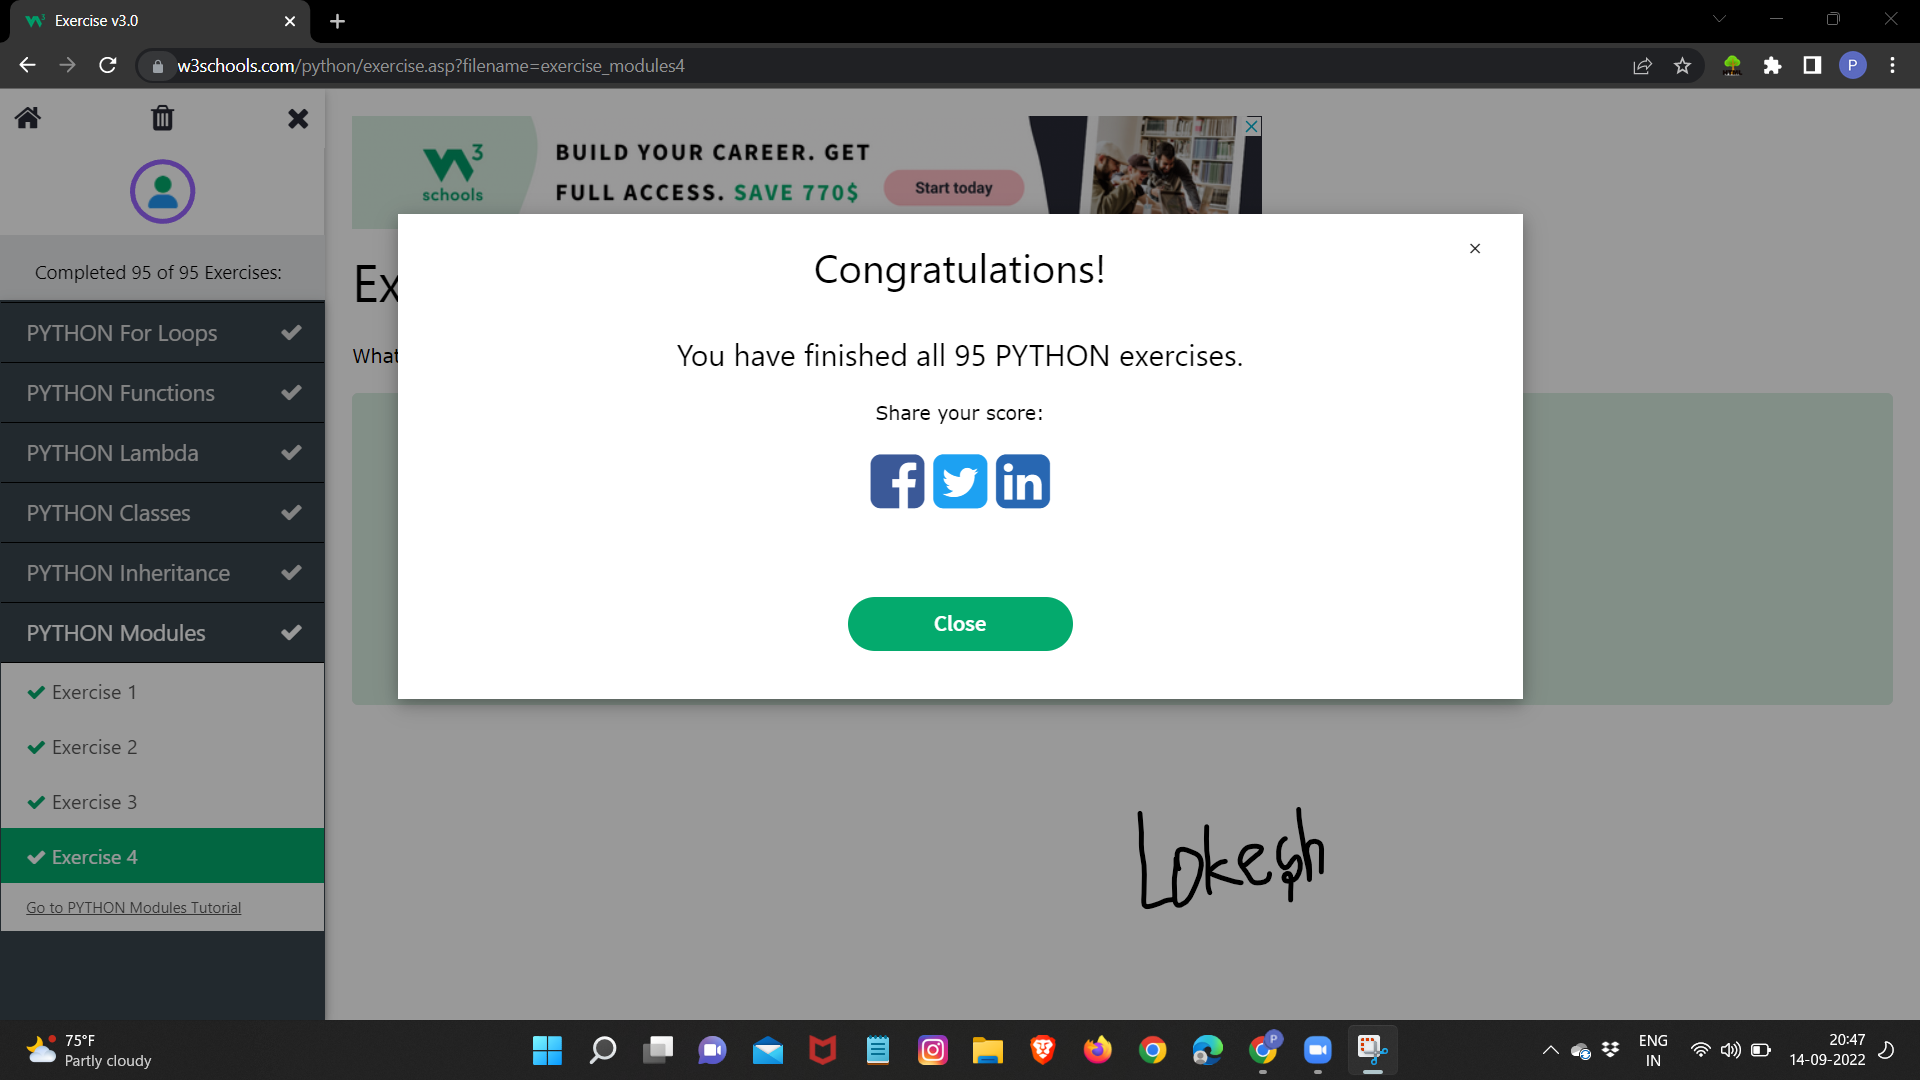 Exercise v3.0
w3schools.com/python/exercise.asp?filename=exercise_modules4
P
3
schools
BUILD YOUR CAREER. GET
FULL ACCESS. SAVE 770$
Start today
Completed 95 of 95 Exercises:
PYTHON For Loops
PYTHON Functions
PYTHON Lambda
PYTHON Classes
PYTHON Inheritance
PYTHON Modules
Exercise 1
Exercise 2
Exercise 3
Exercise 4
Go to PYTHON Modules Tutorial
Ex
What
Congratulations!
You have finished all 95 PYTHON exercises.
Share your score:
f
in
Close
Lokesh
75°F
Partly cloudy
P
ENG
IN
20:47
14-09-2022